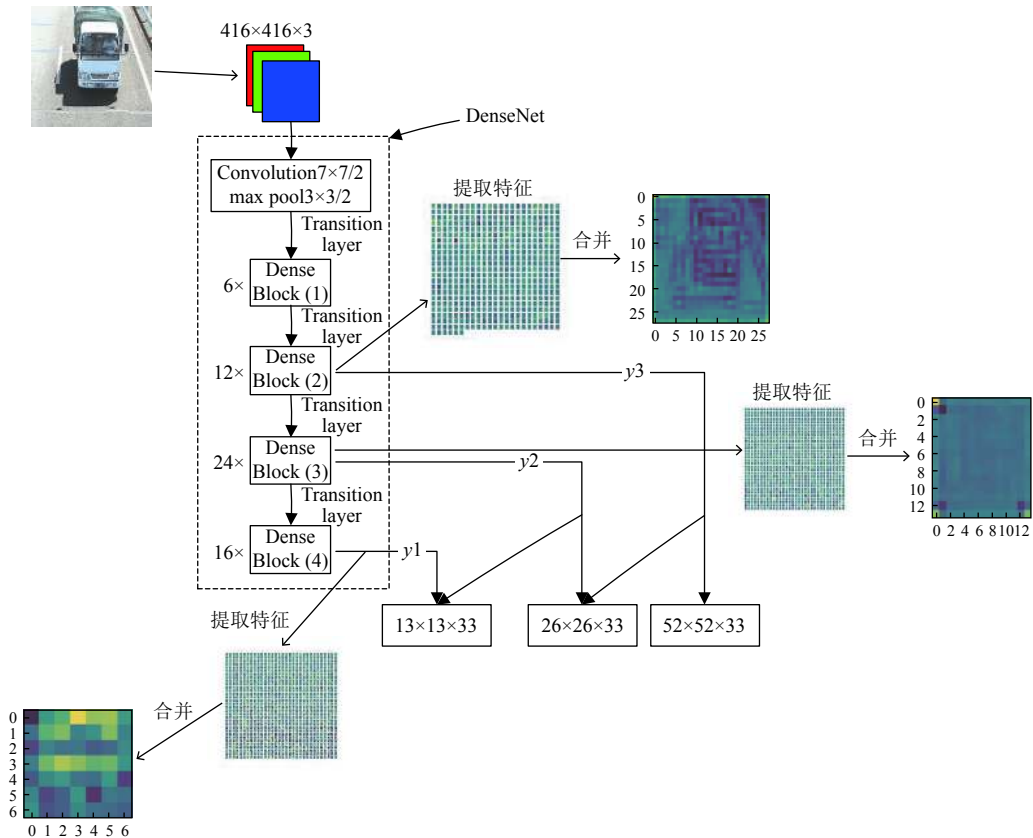 416×416×3
DenseNet
Convolution7×7/2
max pool3×3/2
Transition
layer
6×
Dense
Block (1)
Transition
layer
12×
Dense
Block (2)
Transition
layer
24×
Dense
Block (3)
Transition
layer
16×
Dense
Block (4)
提取特征
合并
0
5
10
15
20
25
0 5 10 15 20 25
y3
提取特征
合并
0
2
4
6
8
10
12
0 2 4 6 8 10 12
y2
y1
13×13×33
26×26×33
52×52×33
提取特征
合并
0
1
2
3
4
5
6
0 1 2 3 4 5 6